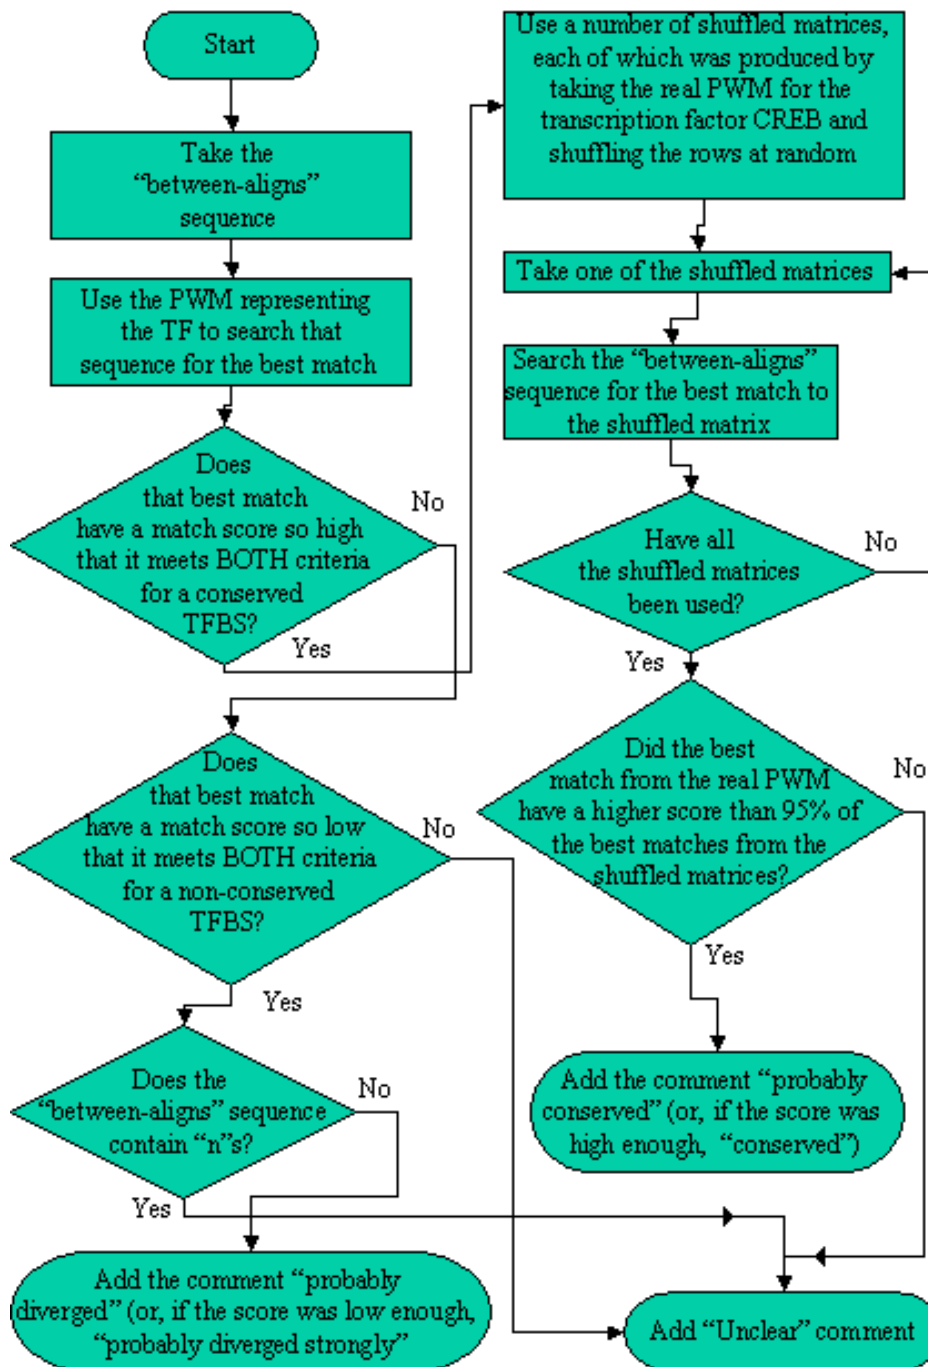 Start
Take the
“between-aligns”
sequence
Use the PWM representing
the TF to search that
sequence for the best match
Does
that best match
have a match score so high
that it meets BOTH criteria
for a conserved
TFBS?
No
Yes
Does
that best match
have a match score so low
that it meets BOTH criteria
for a non-conserved
TFBS?
No
Yes
Does the
“between-aligns” sequence
contain “n”s?
No
Yes
Add the comment “probably
diverged” (or, if the score was low enough,
“probably diverged strongly”
Use a number of shuffled matrices,
each of which was produced by
taking the real PWM for the
transcription factor CREB and
shuffling the rows at random
Take one of the shuffled matrices
Search the “between-aligns”
sequence for the best match to
the shuffled matrix
Have all
the shuffled matrices
been used?
No
Yes
Did the best
match from the real PWM
have a higher score than 95% of
the best matches from the
shuffled matrices?
No
Yes
Add the comment “probably
conserved” (or, if the score was
high enough, “conserved”)
Add “Unclear” comment